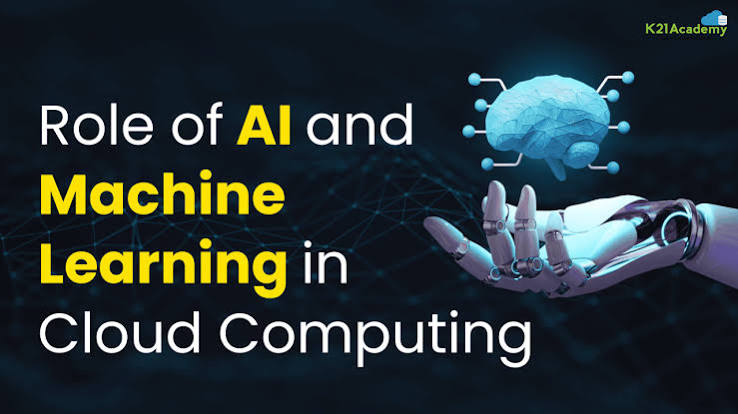 K21Academy
Role of AI and
Machine
Learning in
Cloud Computing